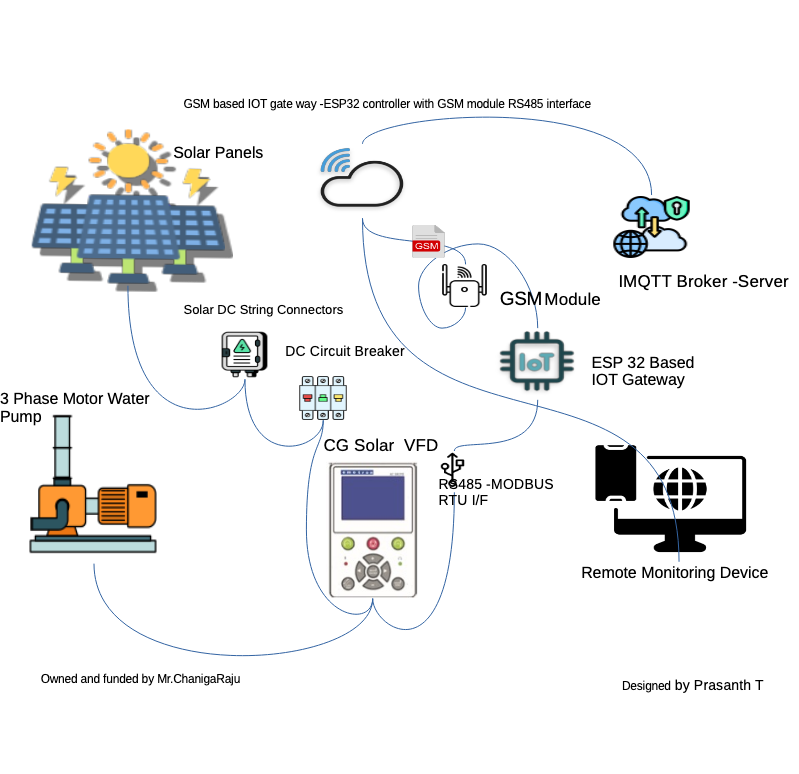 GSM based IOT gate way -ESP32 controller with GSM module RS485 interface
Solar Panels
GSM
IMQTT Broker -Server
GSM Module
Solar DC String Connectors
DC Circuit Breaker
IoT
ESP 32 Based
IOT Gateway
3 Phase Motor Water
Pump
CG Solar VFD
RS485 -MODBUS
RTU I/F
Remote Monitoring Device
Owned and funded by Mr.ChanigaRaju
Designed by Prasanth T